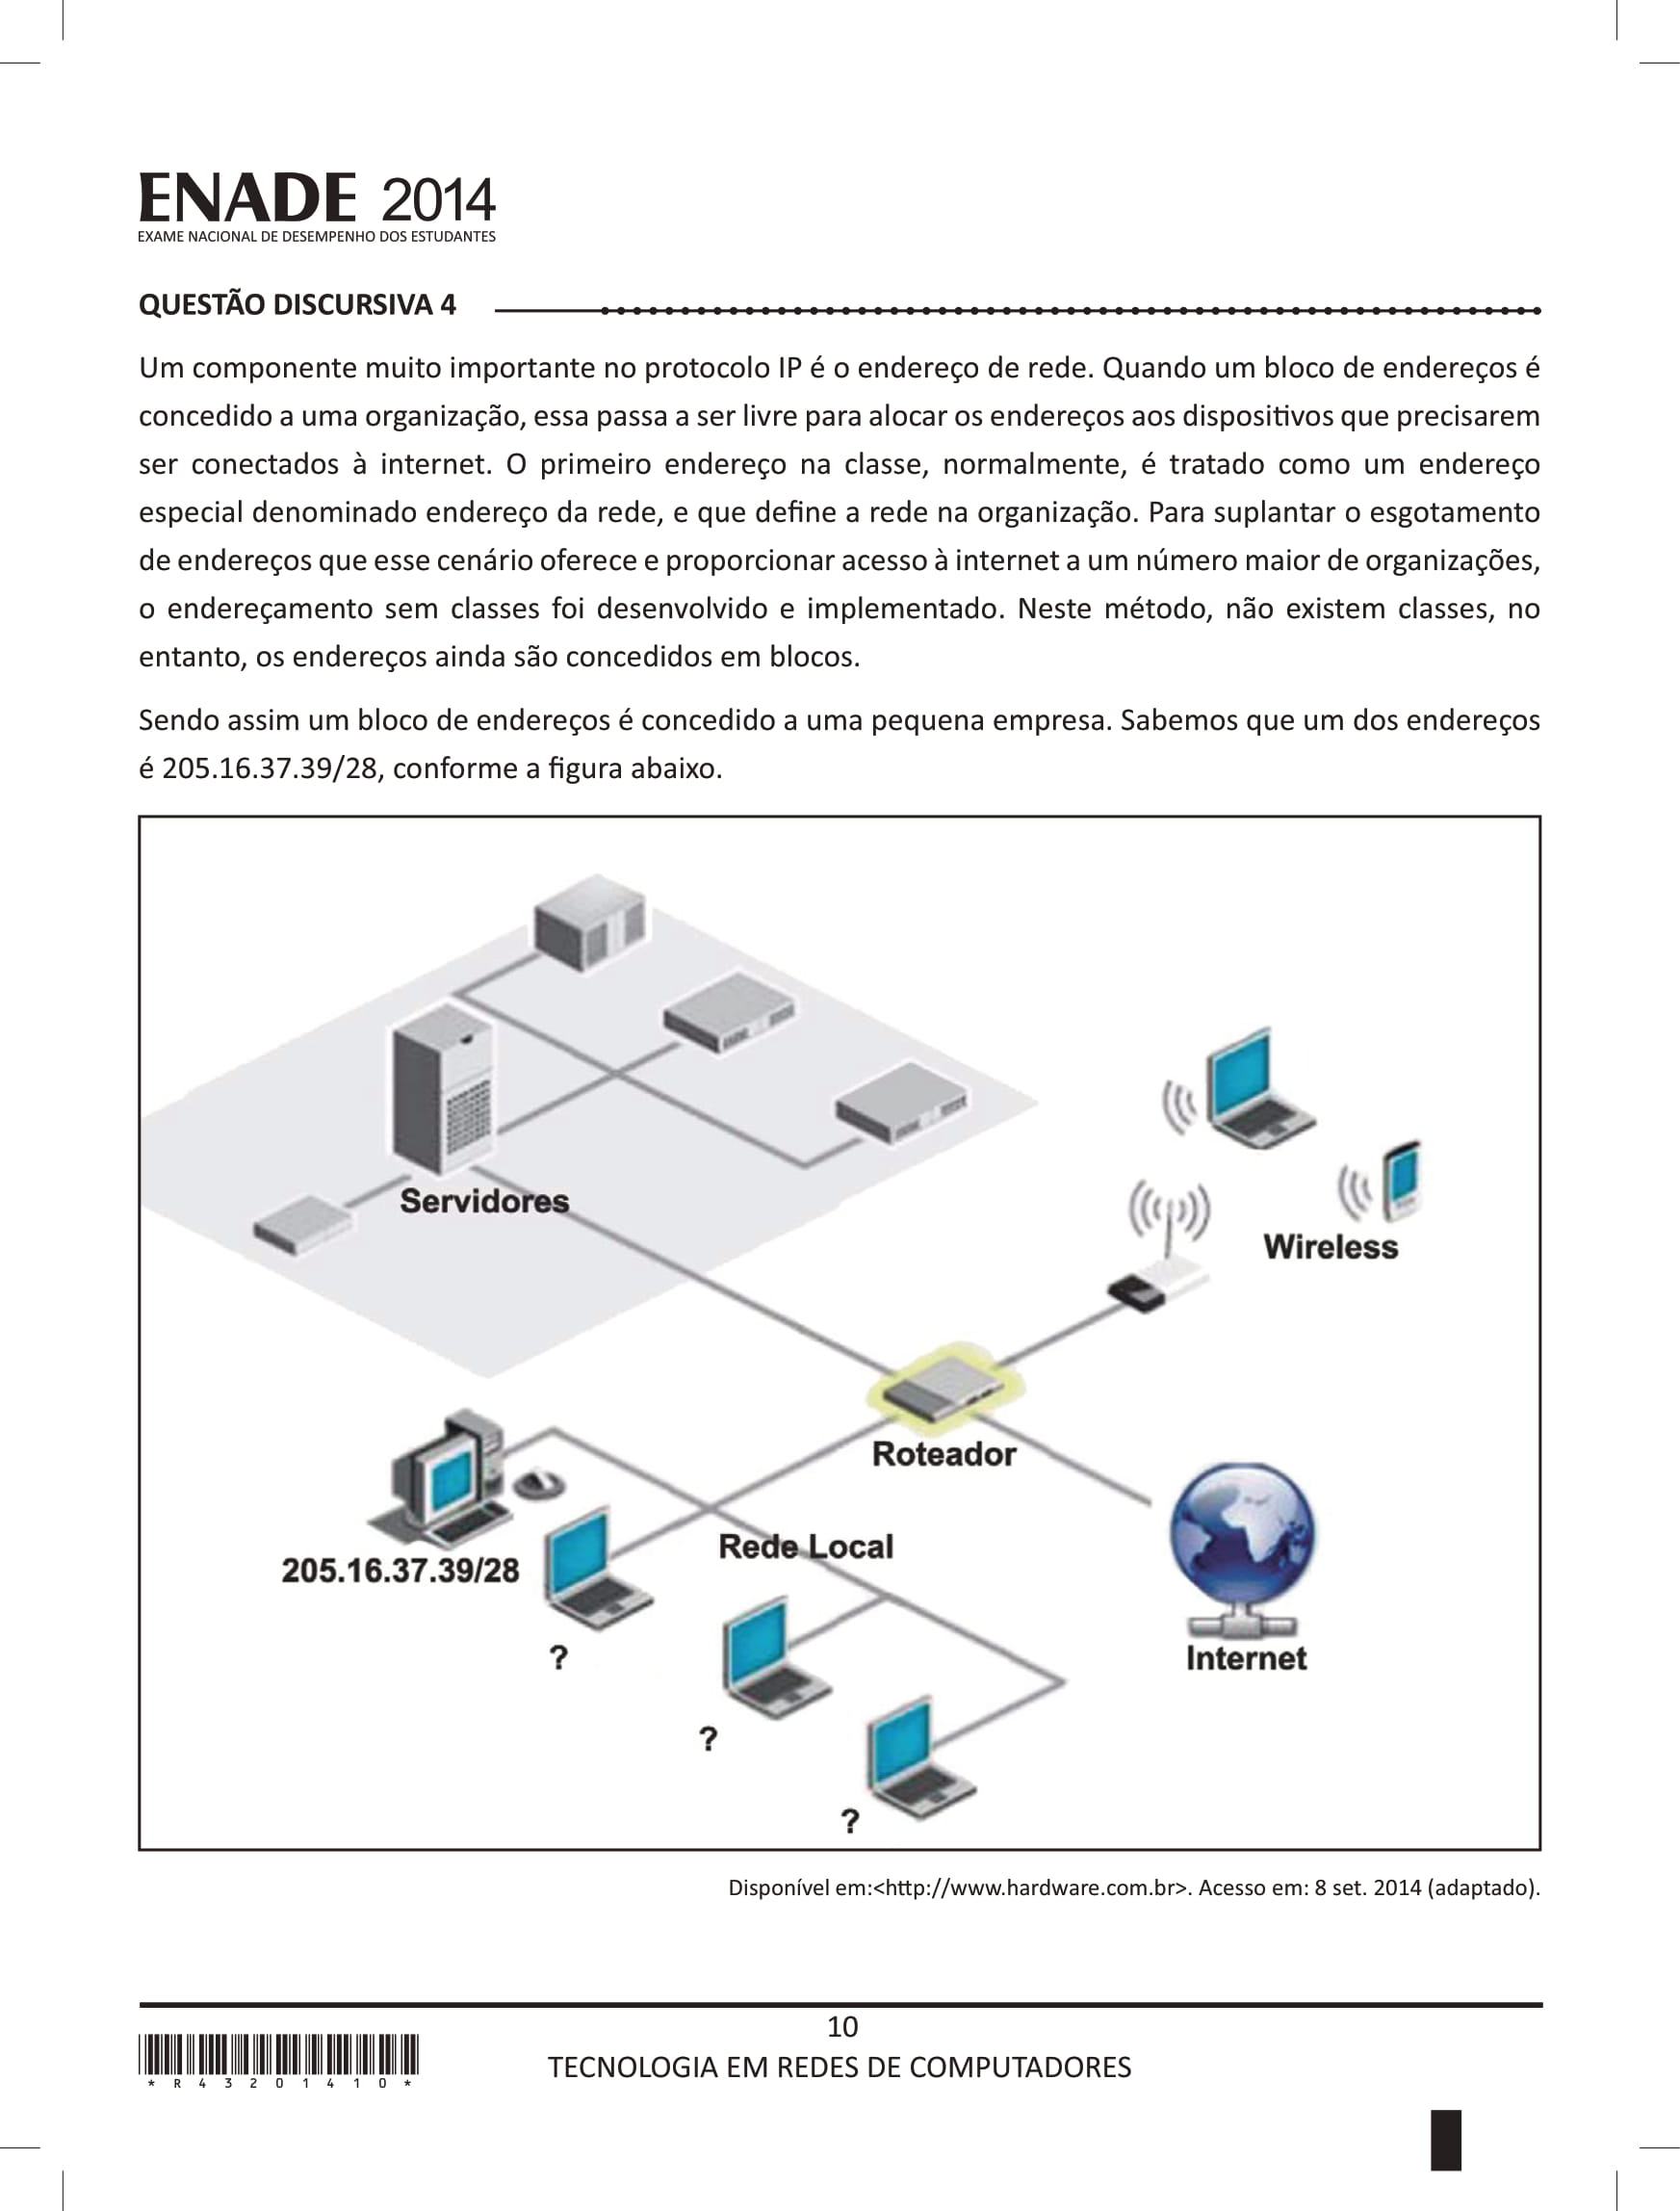 ENADE 2014
EXAME NACIONAL DE DESEMPENHO DOS ESTUDANTES
QUESTÃO DISCURSIVA 4
Um componente muito importante no protocolo IP é o endereço de rede. Quando um bloco de endereços é
concedido a uma organização, essa passa a ser livre para alocar os endereços aos dispositivos que precisarem
ser conectados à internet. O primeiro endereço na classe, normalmente, é tratado como um endereço
especial denominado endereço da rede, e que define a rede na organização. Para suplantar o esgotamento
de endereços que esse cenário oferece e proporcionar acesso à internet a um número maior de organizações,
o endereçamento sem classes foi desenvolvido e implementado. Neste método, não existem classes, no
entanto, os endereços ainda são concedidos em blocos.
Sendo assim um bloco de endereços é concedido a uma pequena empresa. Sabemos que um dos endereços
é 205.16.37.39/28, conforme a figura abaixo.
Servidores
Wireless
Roteador
Rede Local
205.16.37.39/28
?
Internet
?
?
Disponível em:<http://www.hardware.com.br>. Acesso em: 8 set. 2014 (adaptado).
10
TECNOLOGIA EM REDES DE COMPUTADORES
* R 4 3 2 0 1 4 1 0 *